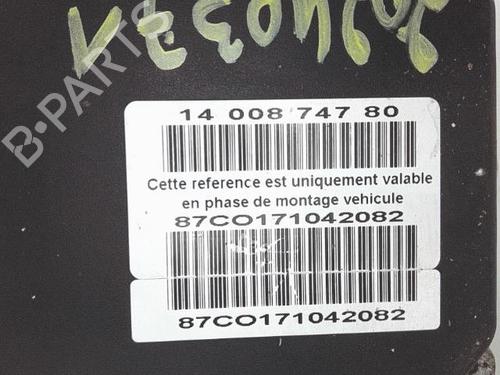 B-PARTS
14 008 747 80
Cette reference est uniquement valable
en phase de montage vehicule
87CO171042082
87CO171042082